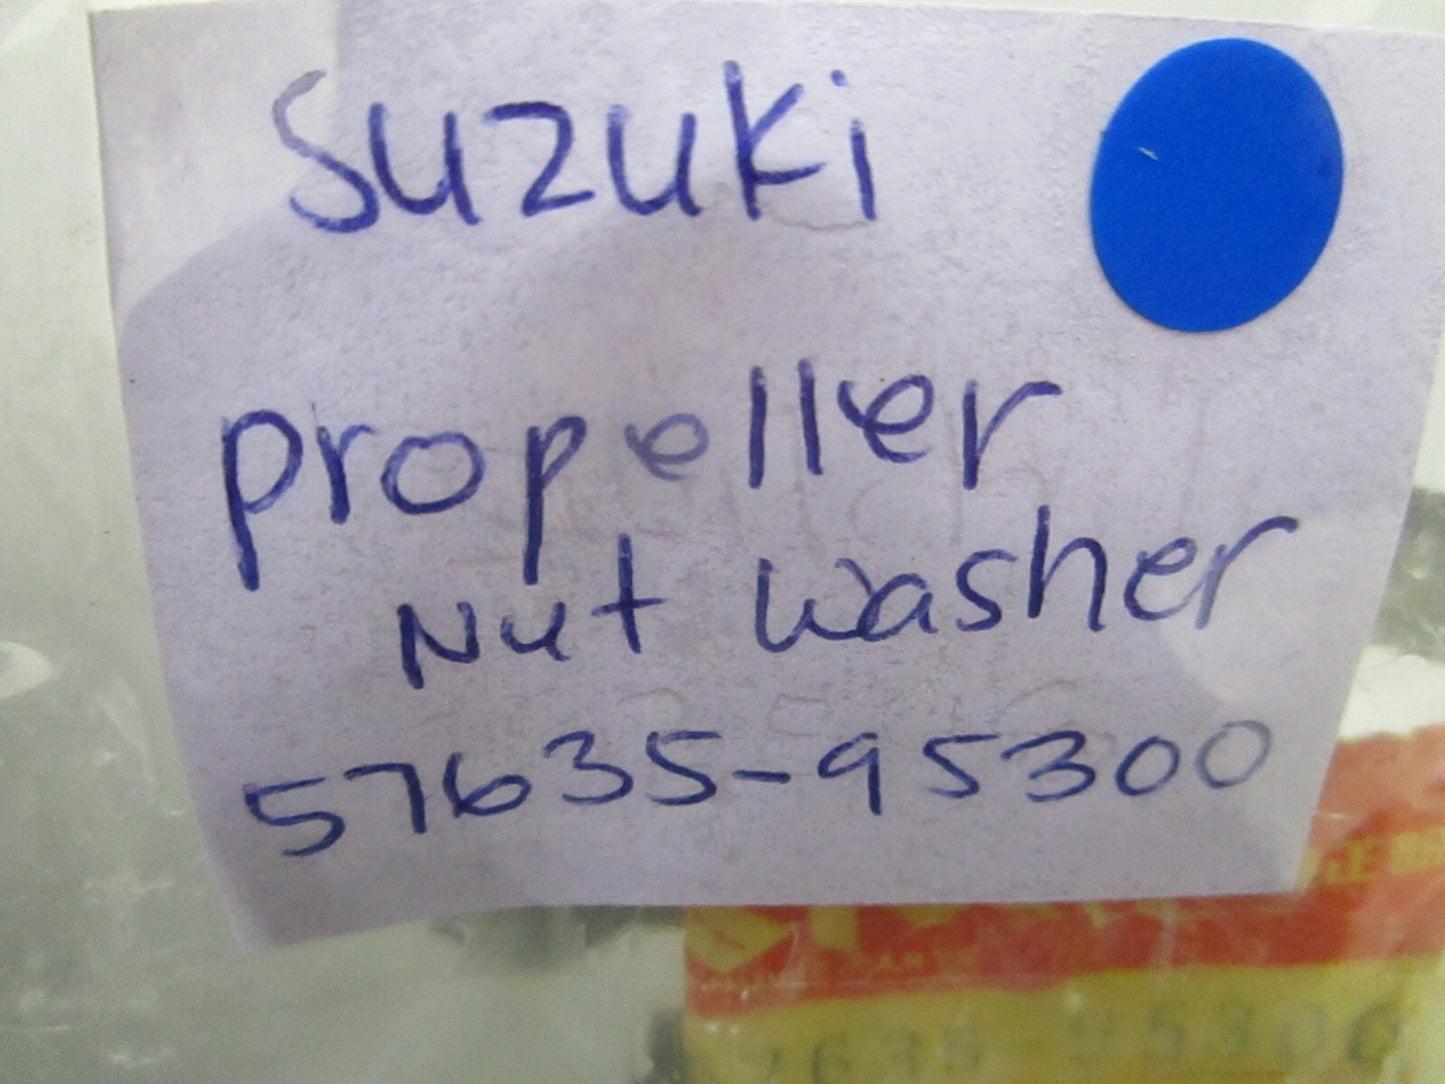 Suzuki
propeller
Nut washer
57635-95300